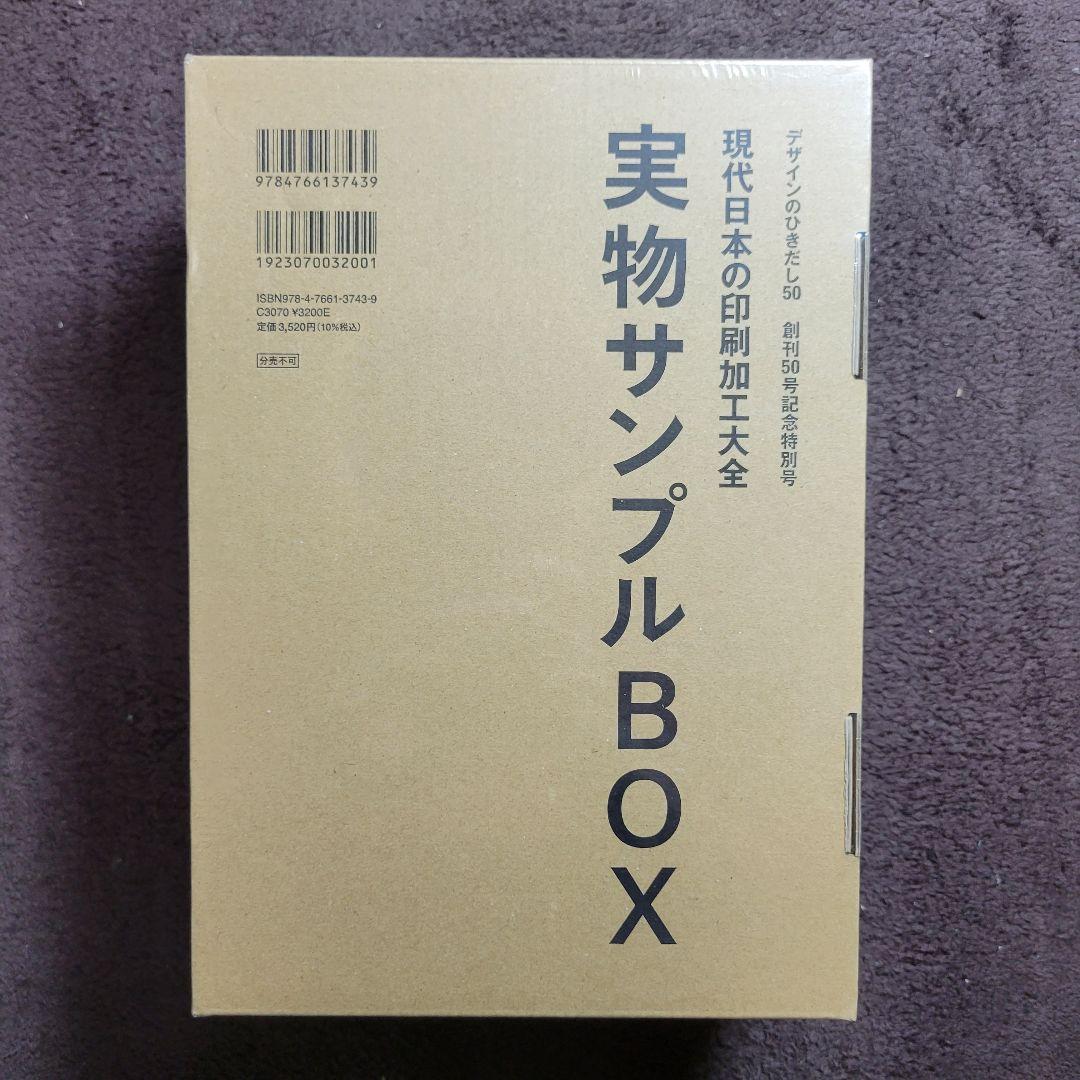 デザインのひきだし50　創刊50号記念特別号
現代日本の印刷加工大全
実物サンプルBOX
9784766137439
1923070032001
ISBN978-4-7661-3743-9
C3070 ¥3200E
定価3,520円(10%税込)
分売不可